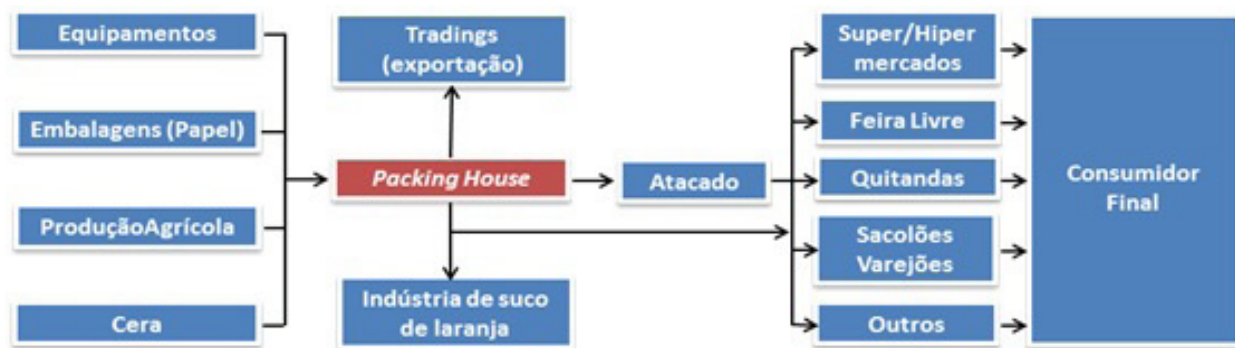 Equipamentos
Embalagens (Papel)
ProduçãoAgrícola
Cera
Tradings
(exportação)
Packing House
Indústria de suco
de laranja
Atacado
Super/Hiper
mercados
Feira Livre
Quitandas
Sacolões
Varejões
Outros
Consumidor
Final